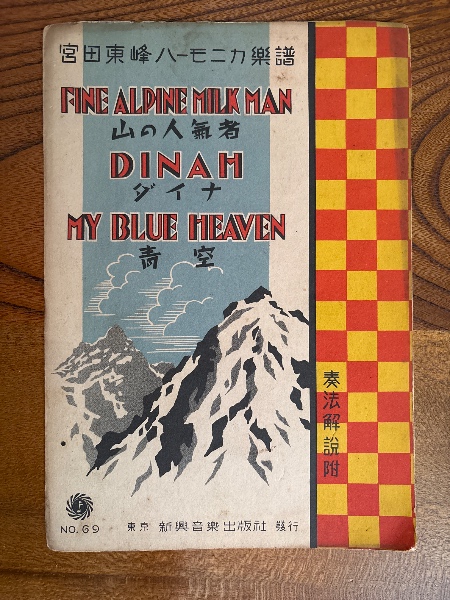 宮田東峰ハーモニカ樂譜
FINE ALPINE MILK MAN
山の人氣者
DINAH
ダイナ
MY BLUE HEAVEN
青空
奏法解説附
NO.69
東京 新興音樂出版社 發行